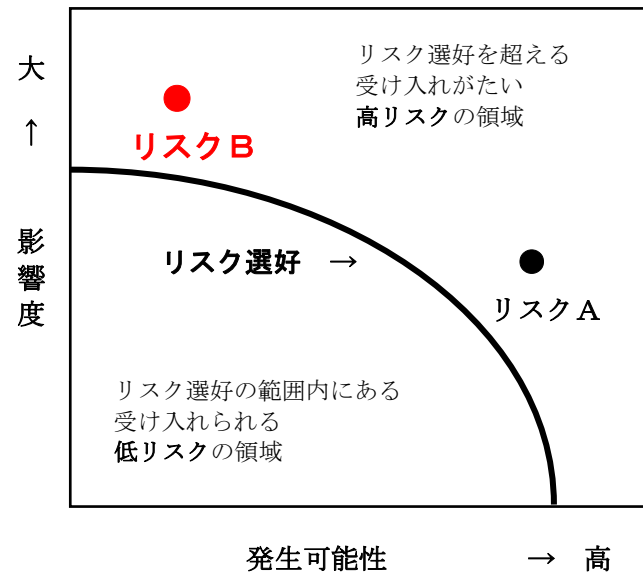 大
↑
影
響
度
リスク選好を超える
受け入れがたい
高リスクの領域
リスクB
リスク選好 →
リスクA
リスク選好の範囲内にある
受け入れられる
低リスクの領域
発生可能性 → 高